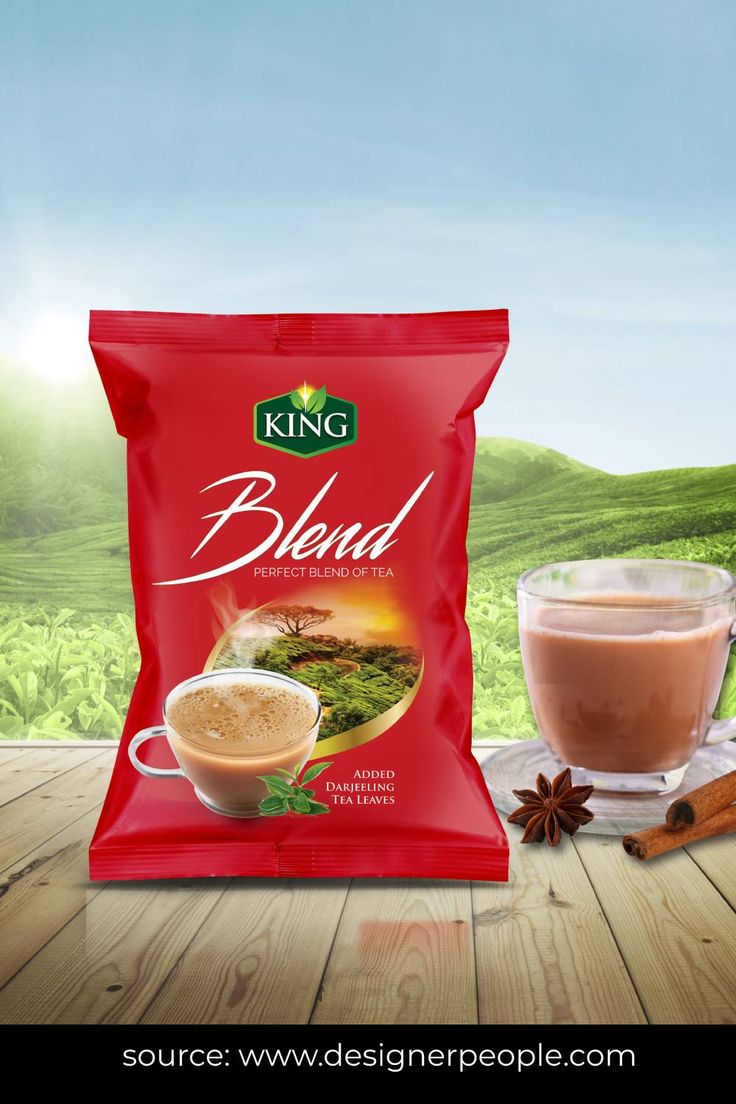 KING
Blend
PERFECT BLEND OF TEA
ADDED
DARJEELING
TEA LEAVES
source: www.designerpeople.com